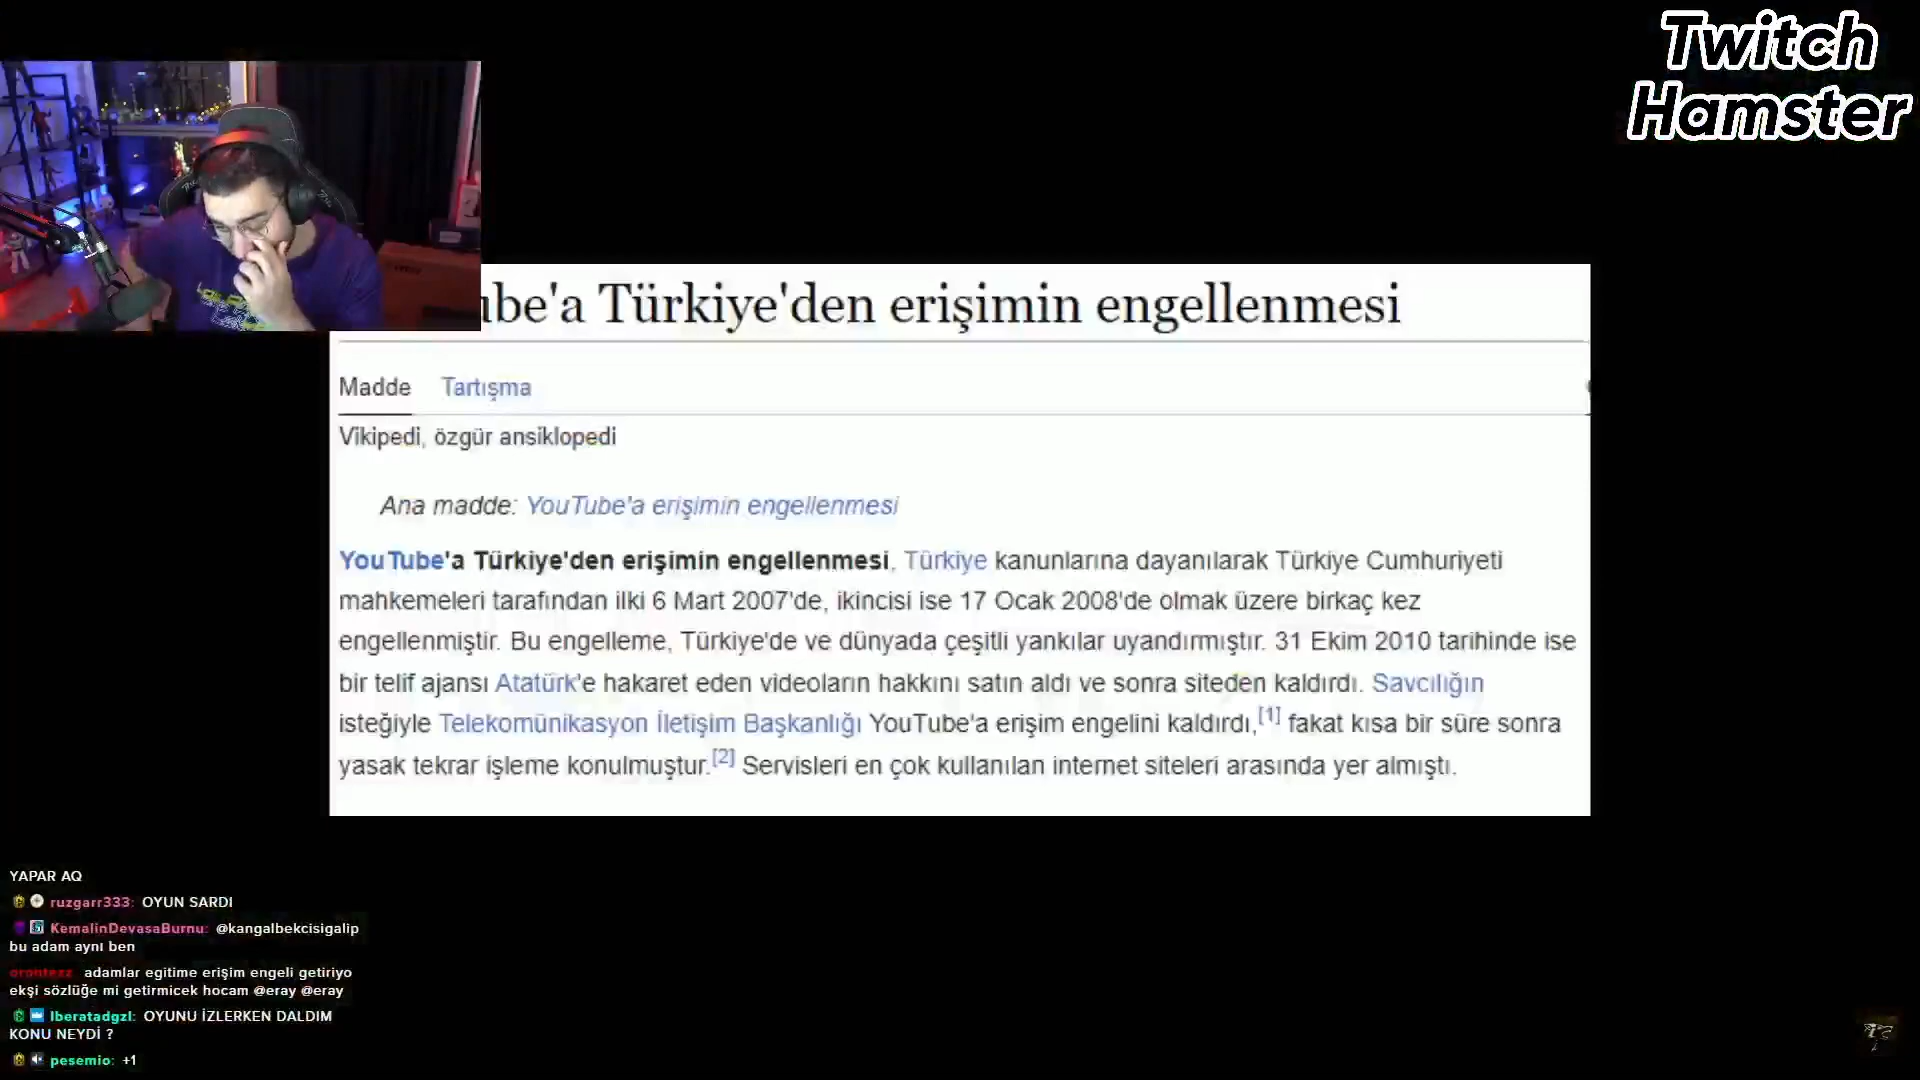 Twitch
Hamster
ube'a Türkiye'den erişimin engellenmesi
Madde Tartışma
Vikipedi, özgür ansiklopedi
Ana madde: YouTube'a erişimin engellenmesi
YouTube'a Türkiye'den erişimin engellenmesi, Türkiye kanunlarına dayanılarak Türkiye Cumhuriyeti
mahkemeleri tarafından ilki 6 Mart 2007'de, ikincisi ise 17 Ocak 2008'de olmak üzere birkaç kez
engellenmiştir. Bu engelleme, Türkiye'de ve dünyada çeşitli yankılar uyandırmıştır. 31 Ekim 2010 tarihinde ise
bir telif ajansı Atatürk'e hakaret eden videoların hakkını satın aldı ve sonra siteden kaldırdı. Savcılığın
isteğiyle Telekomünikasyon İletişim Başkanlığı YouTube'a erişim engelini kaldırdı,[1] fakat kısa bir süre sonra
yasak tekrar işleme konulmuştur.[2] Servisleri en çok kullanılan internet siteleri arasında yer almıştı.
YAPAR AQ
ruzgarr333: OYUN SARDI
KemalinDevasaBurnu: @kangalbekcisigalip
bu adam aynı ben
adamlar egitime erişim engeli getiriyo
ekşi sözlüğe mi getirmicek hocam @eray @eray
lberatadgzl: OYUNU İZLERKEN DALDIM
KONU NEYDİ ?
pesemio: +1